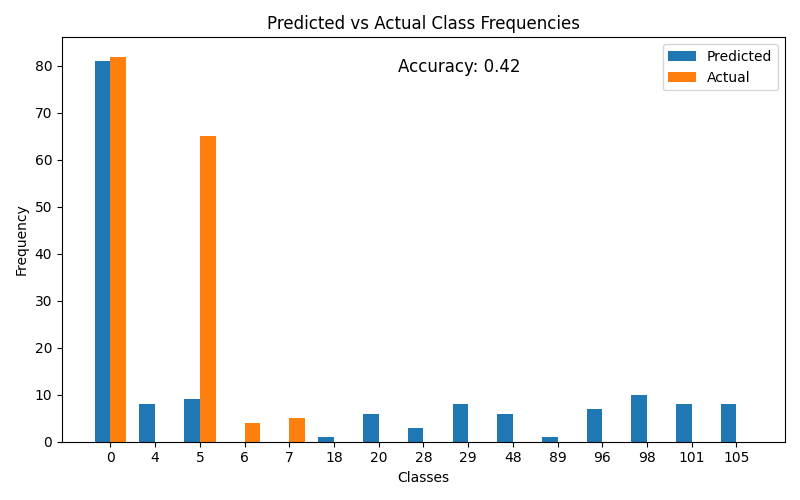 Predicted vs Actual Class Frequencies
Accuracy: 0.42
Predicted
Actual
Frequency
80
70
60
50
40
30
20
10
0
0 4 5 6 7 18 20 28 29 48 89 96 98 101 105
Classes